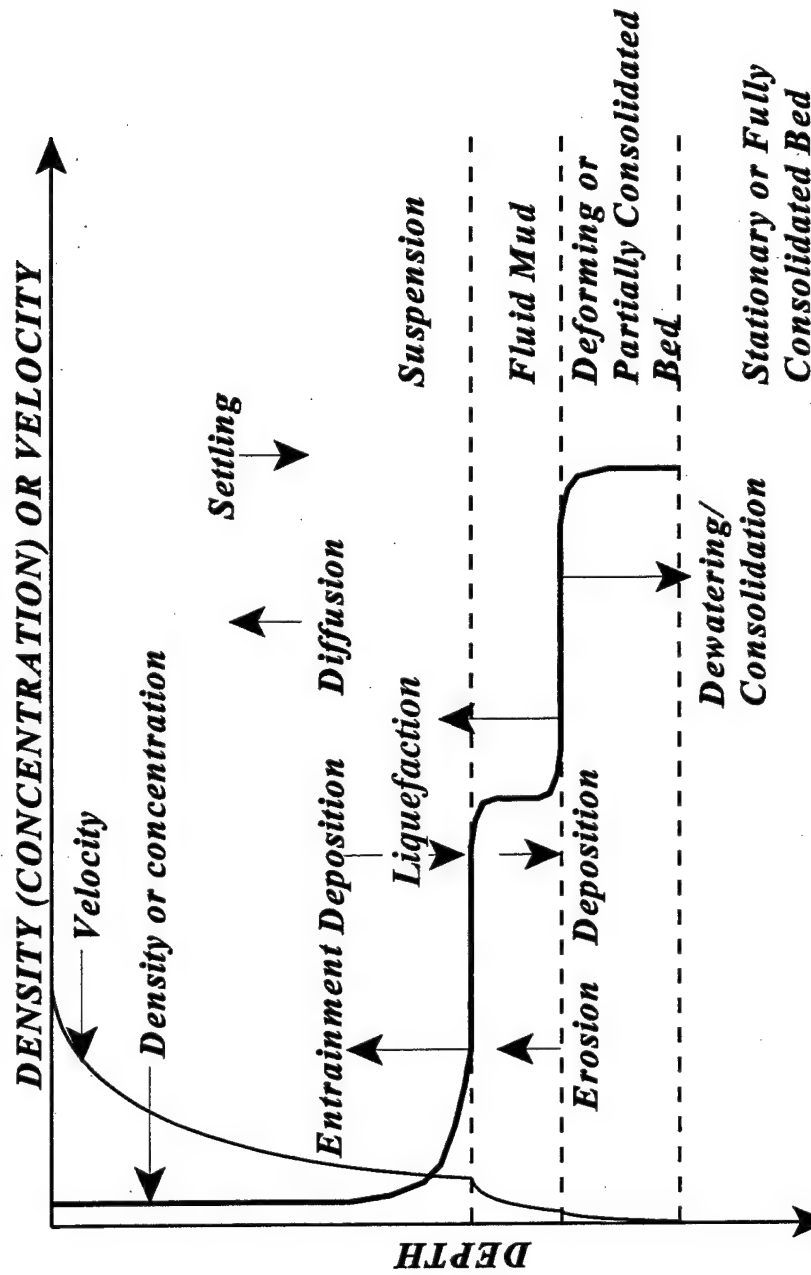 DENSITY (CONCENTRATION) OR VELOCITY
Velocity
Density or concentration
Settling
Entrainment Deposition
Diffusion
Liquefaction
Suspension
Erosion
Deposition
Fluid Mud
Deforming or
Partially Consolidated
Bed
Dewatering/
Consolidation
Stationary or Fully
Consolidated Bed
DEPTH